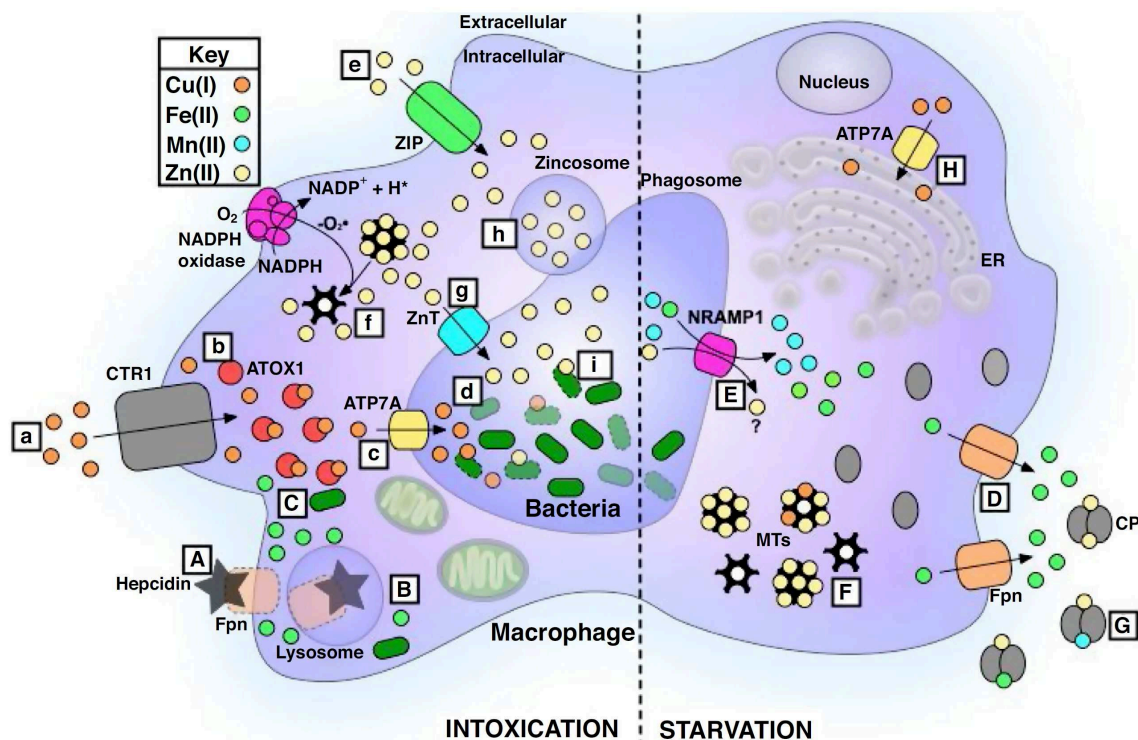 Extracellular
Intracellular
Key
Cu(I)
Fe(II)
Mn(II)
Zn(II)
e
ZIP
Zincosome
h
NADP+ + H*
O2
-O2•
NADPH
oxidase
NADPH
f
g
ZnT
b
ATOX1
CTR1
a
ATP7A
c
d
i
Bacteria
C
A
Hepcidin
Fpn
B
Lysosome
Macrophage
INTOXICATION
Phagosome
Nucleus
ATP7A
H
ER
NRAMP1
E
?
D
MTs
F
Fpn
CP
G
STARVATION